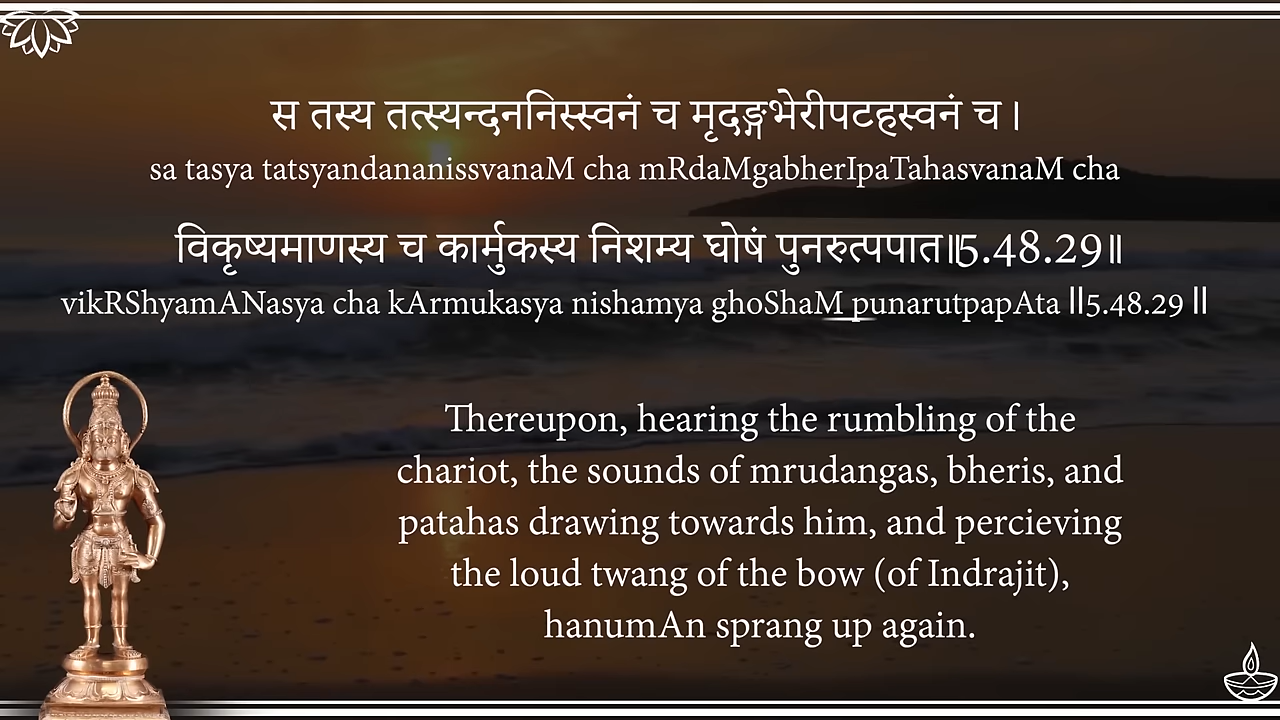 स तस्य तत्स्यन्दननिस्स्वनं च मृदङ्गभेरीपटहस्वनं च।
sa tasya tatsyandananissvanaM cha mRdaMgabherIpaTahasvanaM cha
विकृष्यमाणस्य च कार्मुकस्य निशम्य घोषं पुनरुत्पपात॥5.48.29॥
vikRShyamANasya cha kArmukasya nishamya ghoShaM punarutpapAta ॥5.48.29॥
Thereupon, hearing the rumbling of the
chariot, the sounds of mrudangas, bheris, and
patahas drawing towards him, and percieving
the loud twang of the bow (of Indrajit),
hanumAn sprang up again.